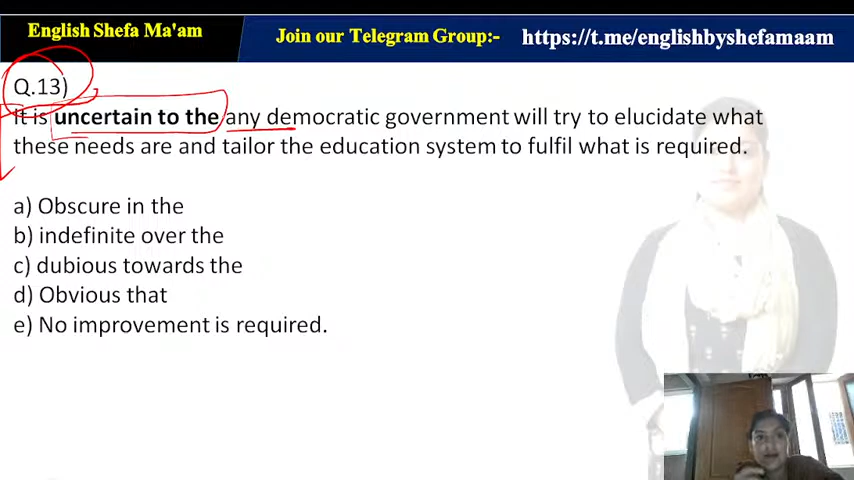 English Shefa Ma'am
Join our Telegram Group:- https://t.me/englishbyshefamaam
Q.13)
It is uncertain to the any democratic government will try to elucidate what
these needs are and tailor the education system to fulfil what is required.
a) Obscure in the
b) indefinite over the
c) dubious towards the
d) Obvious that
e) No improvement is required.